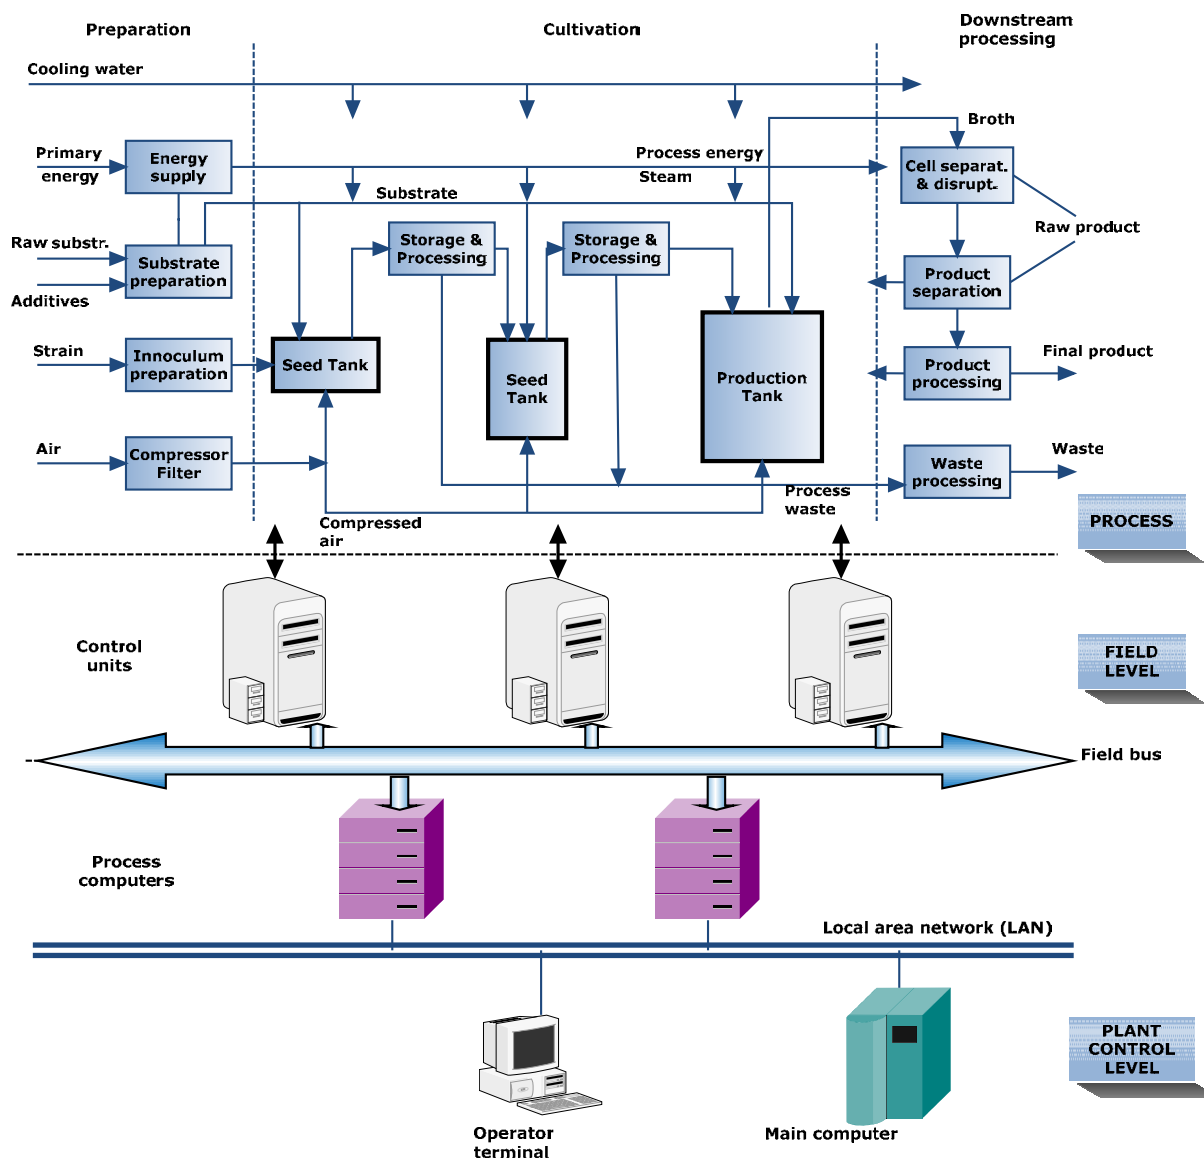 Preparation
Cultivation
Downstream
processing
Cooling water
Broth
Primary
energy
Energy
supply
Process energy
Steam
Cell separat.
& disrupt.
Substrate
Raw substr.
Additives
Substrate
preparation
Storage &
Processing
Storage &
Processing
Raw product
Product
separation
Strain
Innoculum
preparation
Seed Tank
Seed
Tank
Production
Tank
Product
processing
Final product
Air
Compressor
Filter
Waste
processing
Waste
Compressed
air
Process
waste
PROCESS
Control
units
FIELD
LEVEL
Field bus
Process
computers
Local area network (LAN)
PLANT
CONTROL
LEVEL
Operator
terminal
Main computer